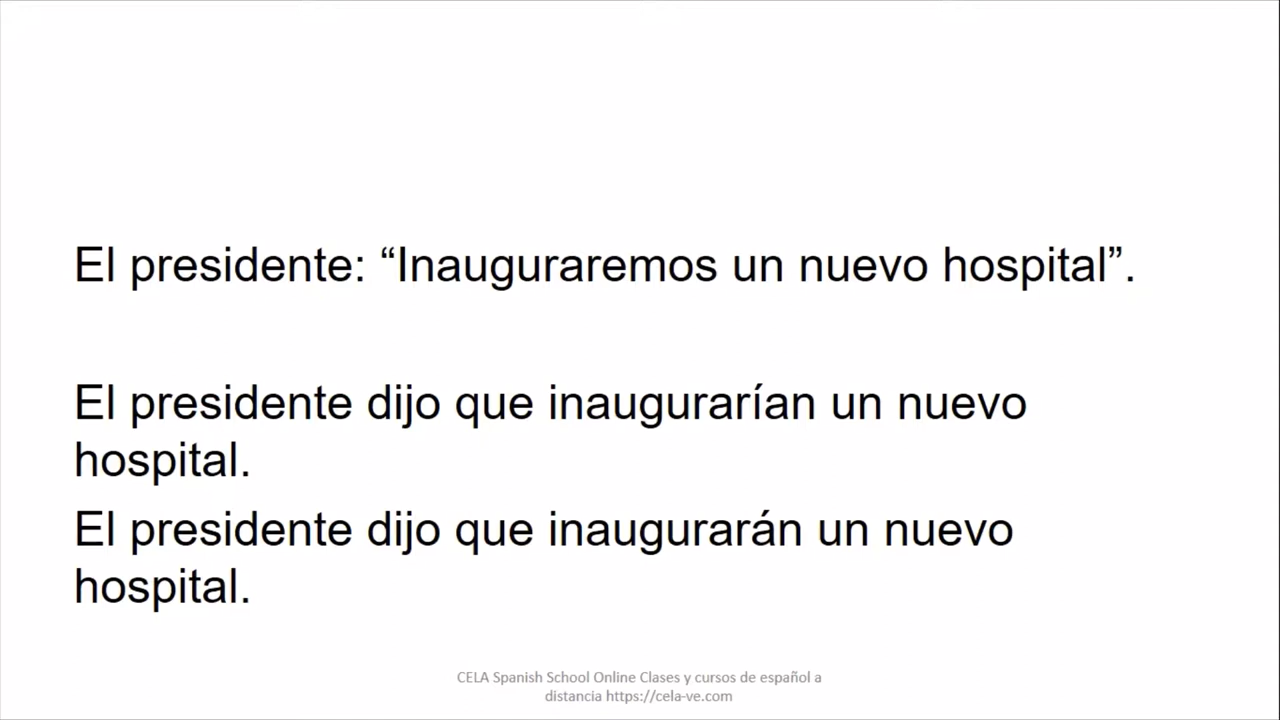 El presidente: “Inauguraremos un nuevo hospital”.
El presidente dijo que inaugurarían un nuevo
hospital.
El presidente dijo que inaugurarán un nuevo
hospital.
CELA Spanish School Online Clases y cursos de español a
distancia https://cela-ve.com